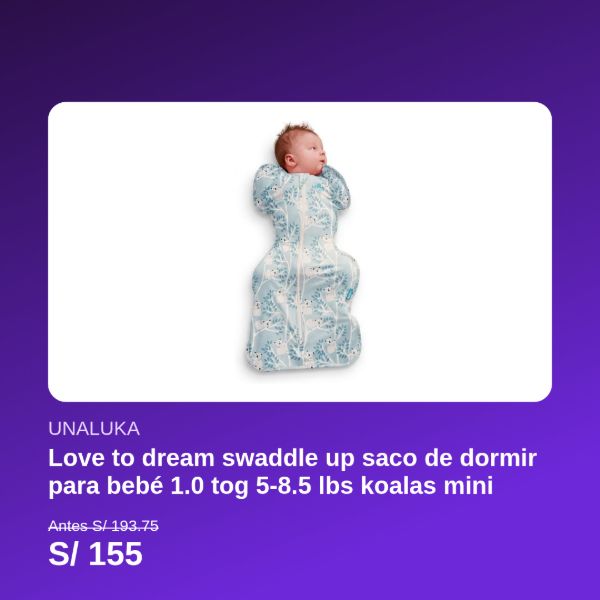 UNALUKA
Love to dream swaddle up saco de dormir
para bebé 1.0 tog 5-8.5 lbs koalas mini
Antes S/ 193.75
S/ 155